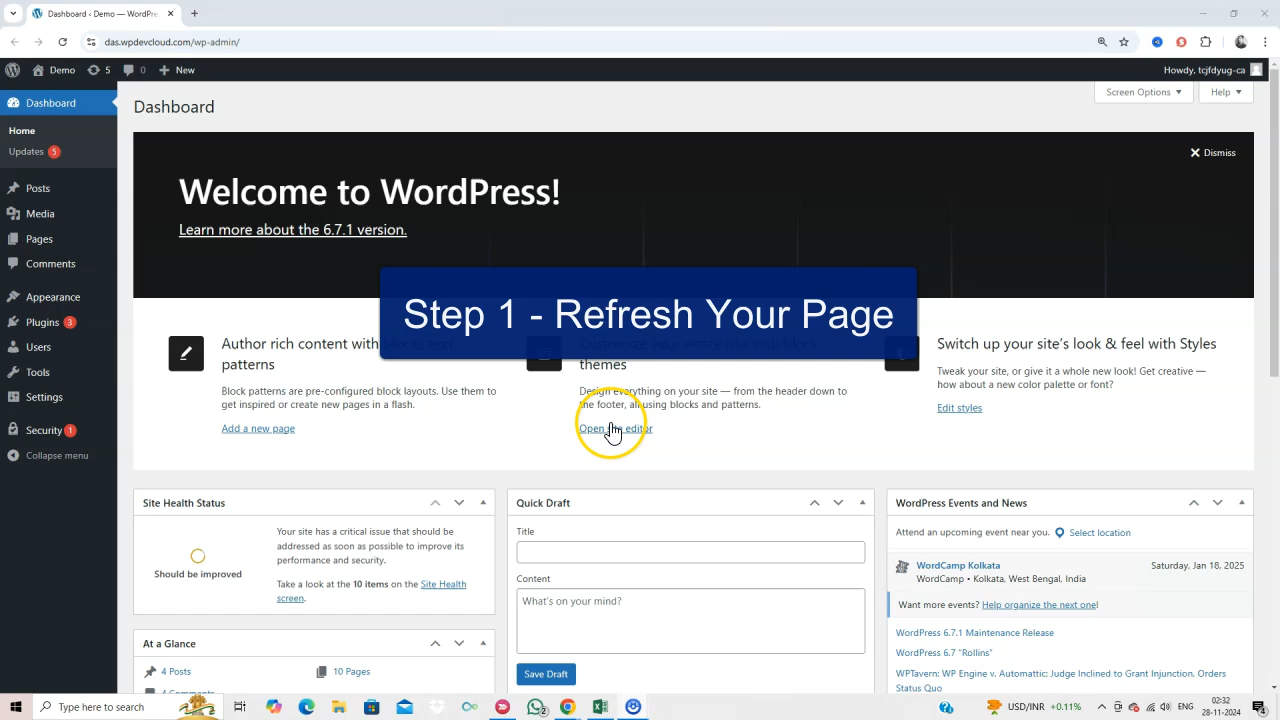 Dashboard ‹ Demo — WordPre
das.wpdevcloud.com/wp-admin/
Demo
5
0
New
Howdy, tcjfdyug-ca
Dashboard
Home
Updates 5
Posts
Media
Pages
Comments
Appearance
Plugins 3
Users
Tools
Settings
Security 1
Collapse menu
Dashboard
Screen Options
Help
Dismiss
Welcome to WordPress!
Learn more about the 6.7.1 version.
Step 1 - Refresh Your Page
Author rich content with
patterns
Block patterns are pre-configured block layouts. Use them to
get inspired or create new pages in a flash.
Add a new page
themes
Design everything on your site — from the header down to
the footer, all using blocks and patterns.
Open the editor
Switch up your site's look & feel with Styles
Tweak your site, or give it a whole new look! Get creative —
how about a new color palette or font?
Edit styles
Site Health Status
Should be improved
Your site has a critical issue that should be
addressed as soon as possible to improve its
performance and security.
Take a look at the 10 items on the Site Health
screen.
At a Glance
4 Posts
10 Pages
4 Comments
Quick Draft
Title
Content
What's on your mind?
Save Draft
WordPress Events and News
Attend an upcoming event near you.
Select location
WordCamp Kolkata
Saturday, Jan 18, 2025
WordCamp • Kolkata, West Bengal, India
Want more events? Help organize the next one!
WordPress 6.7.1 Maintenance Release
WordPress 6.7 "Rollins"
WPTavern: WP Engine v. Automattic: Judge Inclined to Grant Injunction, Orders
Status Quo
Type here to search
USD/INR +0.11%
ENG
02:32
28-11-2024